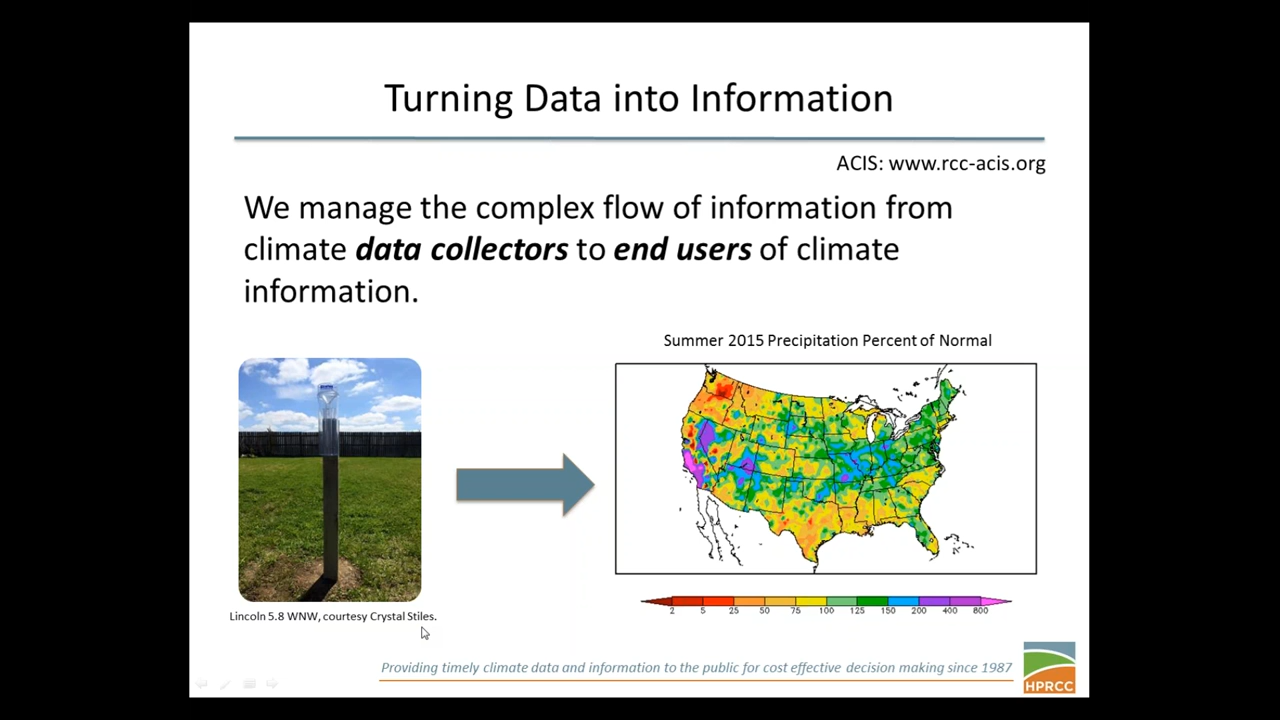 Turning Data into Information
ACIS: www.rcc-acis.org
We manage the complex flow of information from
climate data collectors to end users of climate
information.
Summer 2015 Precipitation Percent of Normal
2 5 25 50 75 100 125 150 200 400 800
Lincoln 5.8 WNW, courtesy Crystal Stiles.
Providing timely climate data and information to the public for cost effective decision making since 1987
HPRCC